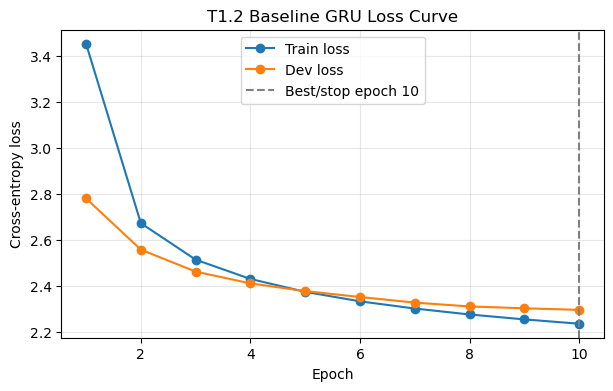 T1.2 Baseline GRU Loss Curve
Train loss
Dev loss
Best/stop epoch 10
Cross-entropy loss
3.4
3.2
3.0
2.8
2.6
2.4
2.2
2 4 6 8 10
Epoch